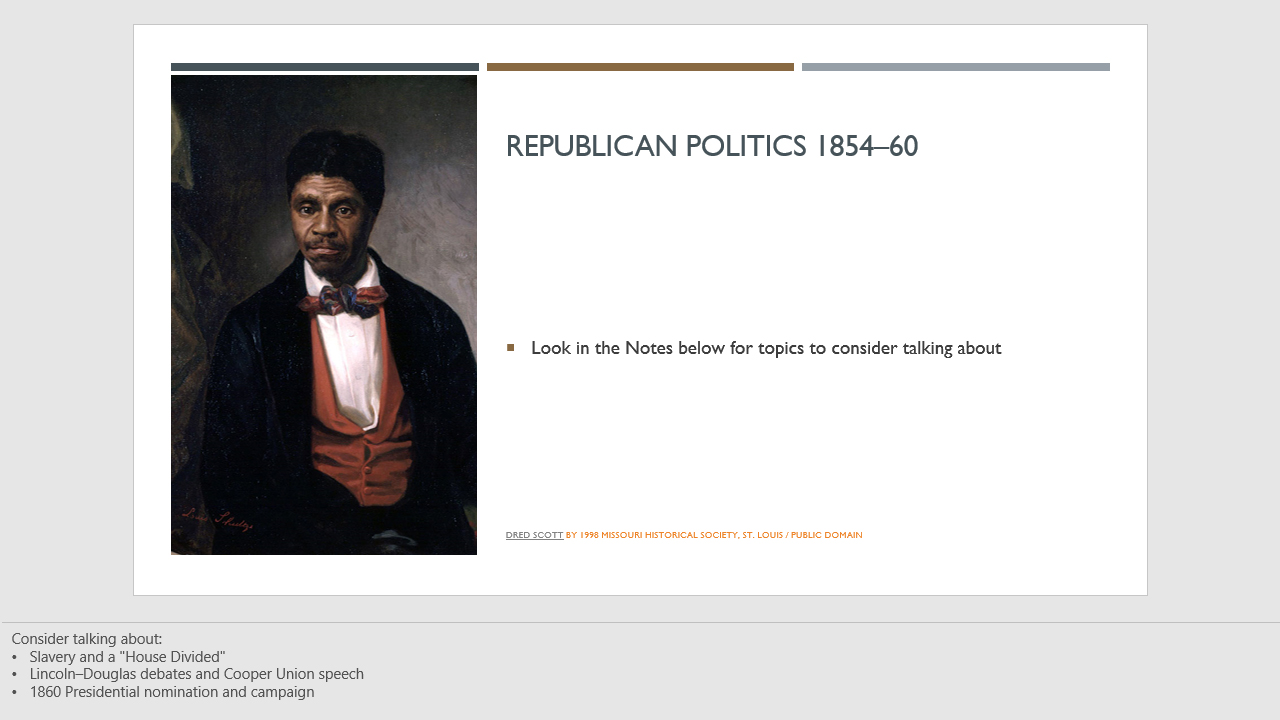 REPUBLICAN POLITICS 1854–60
▪ Look in the Notes below for topics to consider talking about
DRED SCOTT BY 1998 MISSOURI HISTORICAL SOCIETY, ST. LOUIS / PUBLIC DOMAIN
Consider talking about:
• Slavery and a "House Divided"
• Lincoln–Douglas debates and Cooper Union speech
• 1860 Presidential nomination and campaign